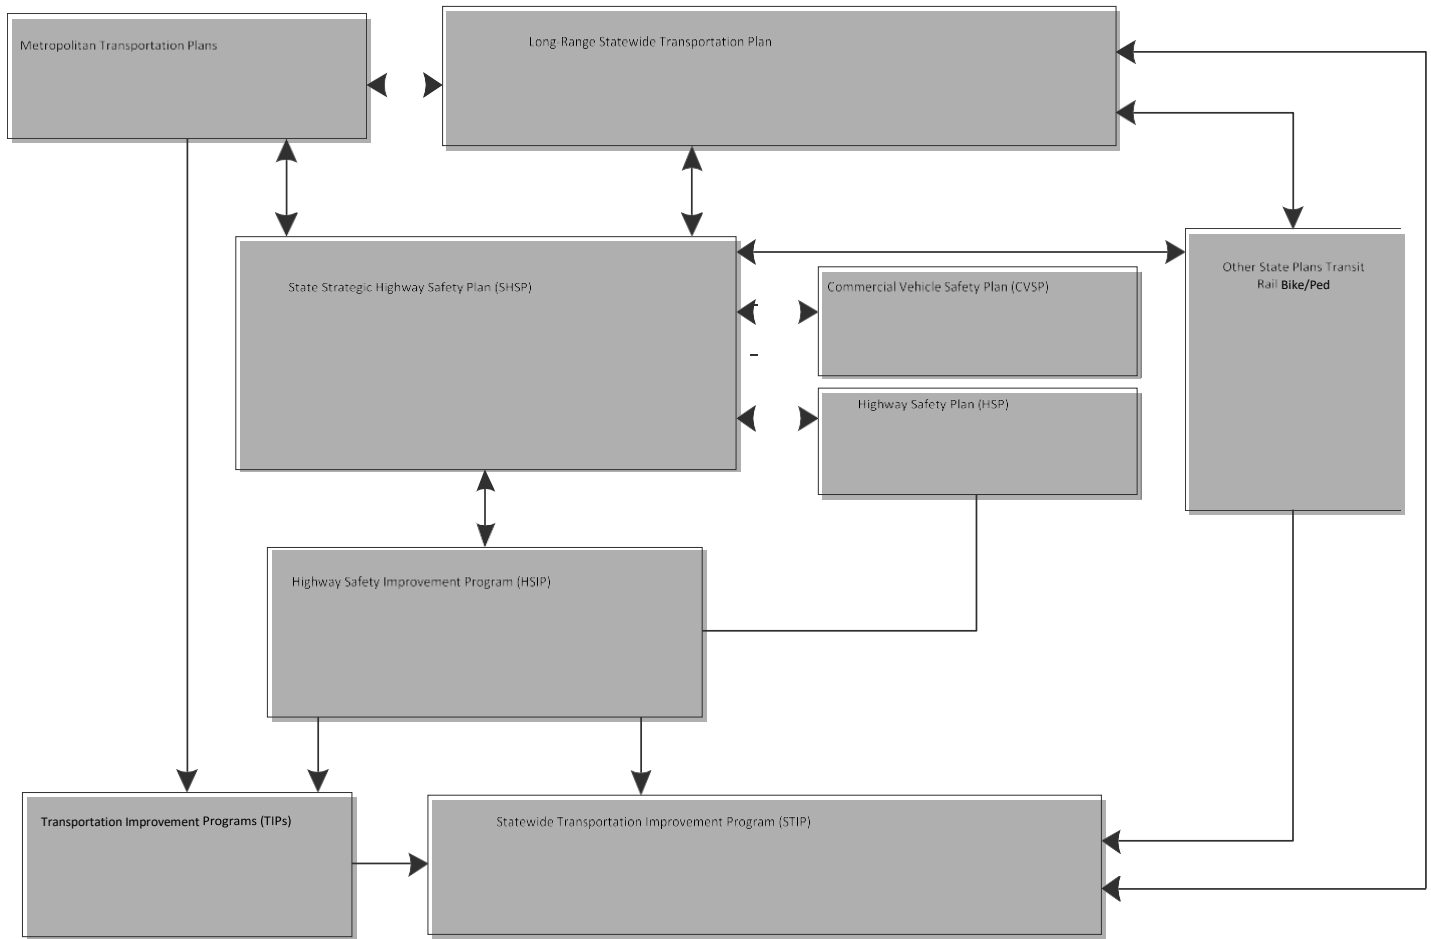 Metropolitan Transportation Plans
Long-Range Statewide Transportation Plan
State Strategic Highway Safety Plan (SHSP)
Commercial Vehicle Safety Plan (CVSP)
Other State Plans Transit
Rail Bike/Ped
Highway Safety Plan (HSP)
Highway Safety Improvement Program (HSIP)
Transportation Improvement Programs (TIPs)
Statewide Transportation Improvement Program (STIP)